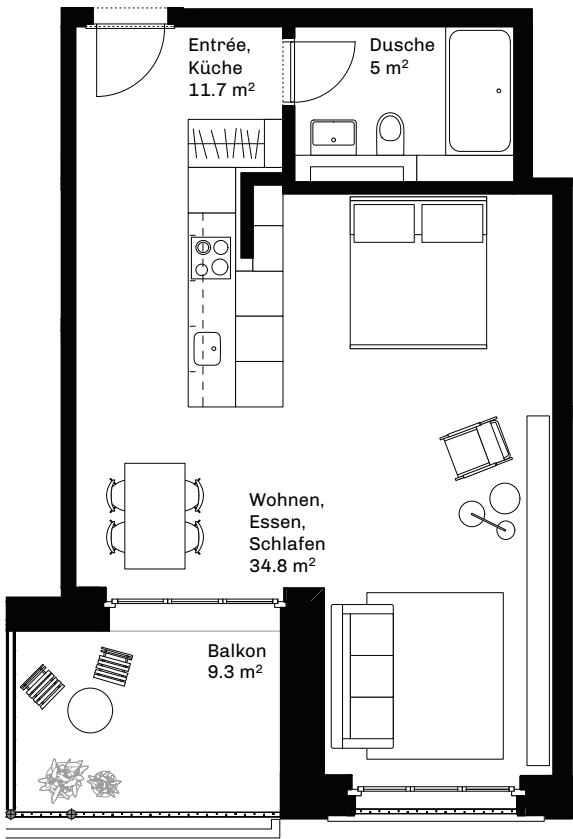 Entrée,
Küche
11.7 m²
Dusche
5 m²
Wohnen,
Essen,
Schlafen
34.8 m²
Balkon
9.3 m²